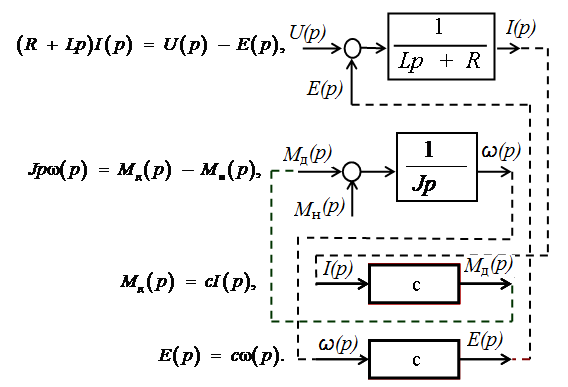 (R + Lp)I(p) = U(p) − E(p), U(p) 1 I(p)
Lp + R
E(p)
Jpω(p) = Mд(p) − Mн(p), Mд(p) 1 ω(p)
Jp
Mн(p)
Mд(p) = cI(p), I(p) c Mд(p)
E(p) = cω(p). ω(p) c E(p)